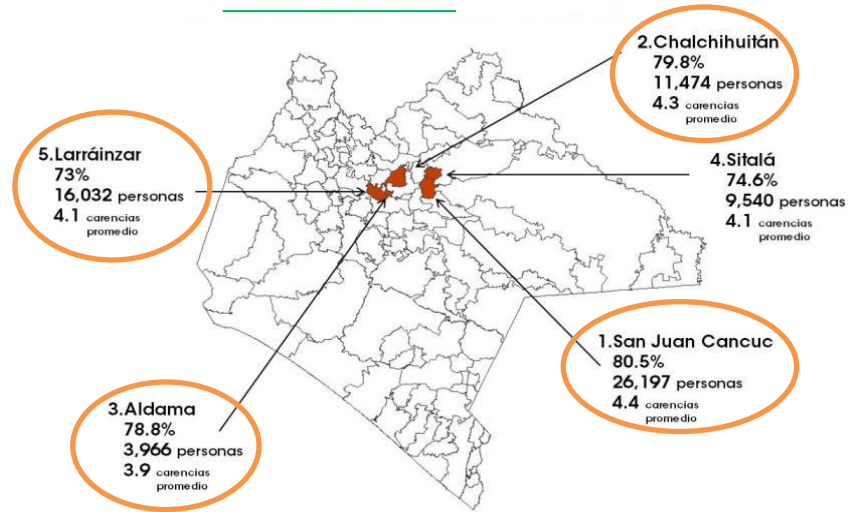 2.Chalchihuitán
79.8%
11,474 personas
4.3 carencias
promedio
5.Larráinzar
73%
16,032 personas
4.1 carencias
promedio
4.Sitalá
74.6%
9,540 personas
4.1 carencias
promedio
1.San Juan Cancuc
80.5%
26,197 personas
4.4 carencias
promedio
3.Aldama
78.8%
3,966 personas
3.9 carencias
promedio